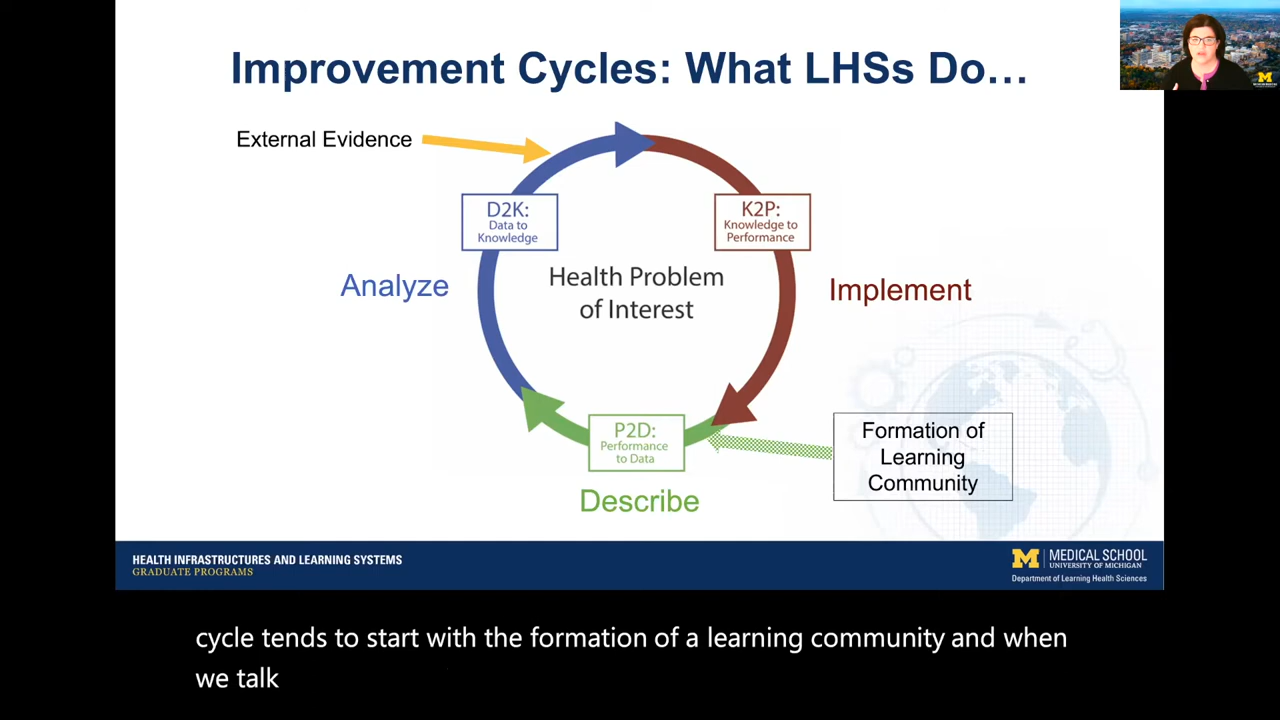 Improvement Cycles: What LHSs Do…
External Evidence
D2K:
Data to
Knowledge
K2P:
Knowledge to
Performance
Analyze
Health Problem
of Interest
Implement
P2D:
Performance
to Data
Formation of
Learning
Community
Describe
HEALTH INFRASTRUCTURES AND LEARNING SYSTEMS
GRADUATE PROGRAMS
M
MEDICAL SCHOOL
UNIVERSITY OF MICHIGAN
Department of Learning Health Sciences
cycle tends to start with the formation of a learning community and when
we talk